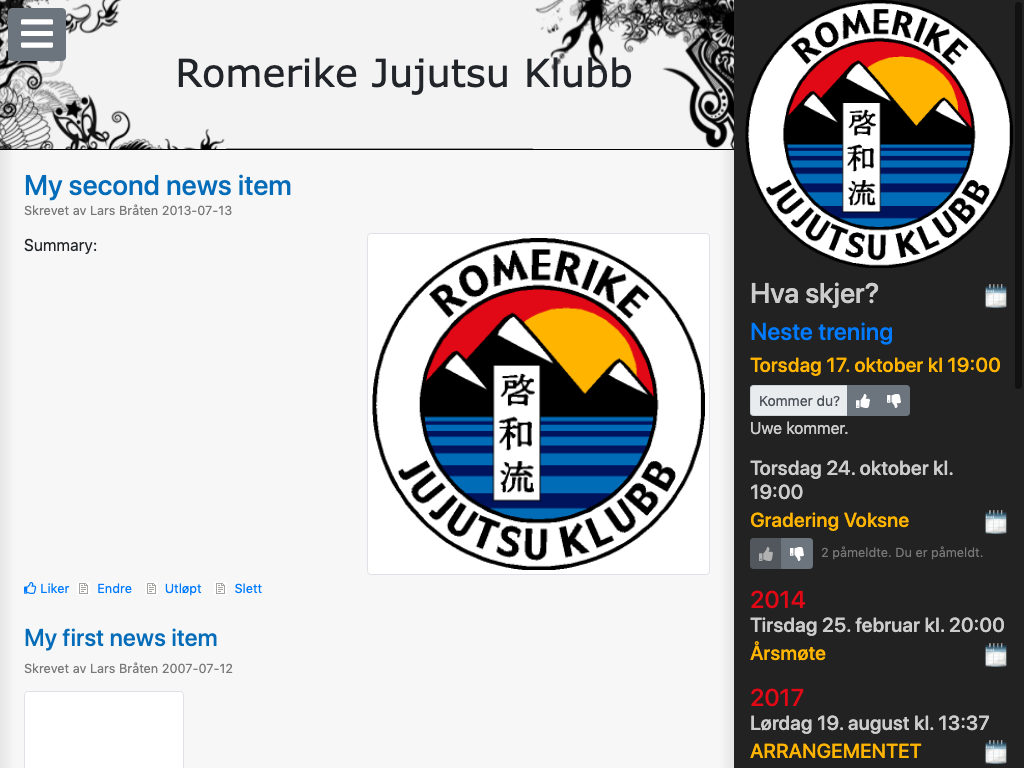 Romerike Jujutsu Klubb
My second news item
Skrevet av Lars Bråten 2013-07-13
Summary:
ROMERIKE
啓和流
JUJUTSU KLUBB
Liker Endre Utløpt Slett
My first news item
Skrevet av Lars Bråten 2007-07-12
ROMERIKE
啓和流
JUJUTSU KLUBB
Hva skjer?
Neste trening
Torsdag 17. oktober kl 19:00
Kommer du?
Uwe kommer.
Torsdag 24. oktober kl.
19:00
Gradering Voksne
2 påmeldte. Du er påmeldt.
2014
Tirsdag 25. februar kl. 20:00
Årsmøte
2017
Lørdag 19. august kl. 13:37
ARRANGEMENTET